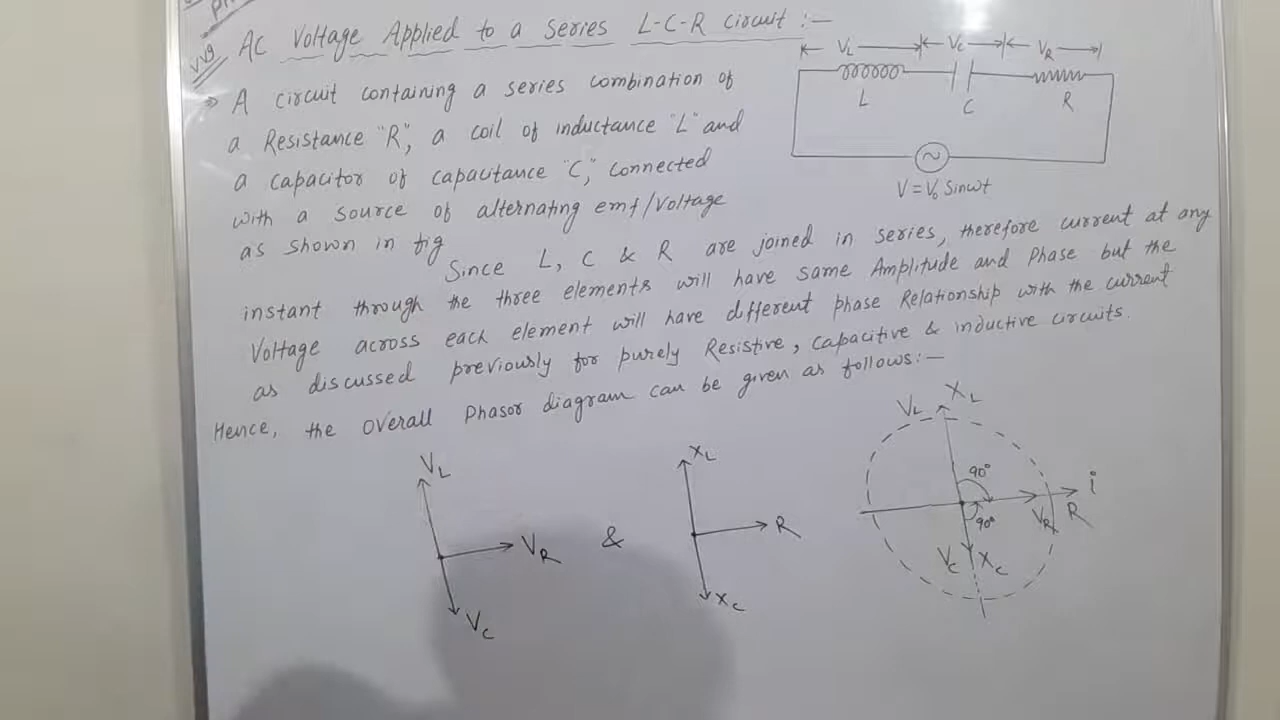 VVI
AC Voltage Applied to a Series L-C-R Circuit :-
A circuit containing a series combination of
a Resistance "R", a coil of inductance "L" and
a capacitor of capacitance "C", connected
with a source of alternating emf/Voltage
as shown in fig
Since L, C & R are joined in series, therefore current at any
instant through the three elements will have same Amplitude and Phase but the
Voltage across each element will have different phase Relationship with the current
as discussed previously for purely Resistive, capacitive & inductive circuits.
Hence, the overall Phasor diagram can be given as follows:-
VL VC VR
L C R
~
V = V₀ Sinωt
VL
VR
VC
&
XL
R
XC
VL XL
90°
i
90°
VR R
VC XC